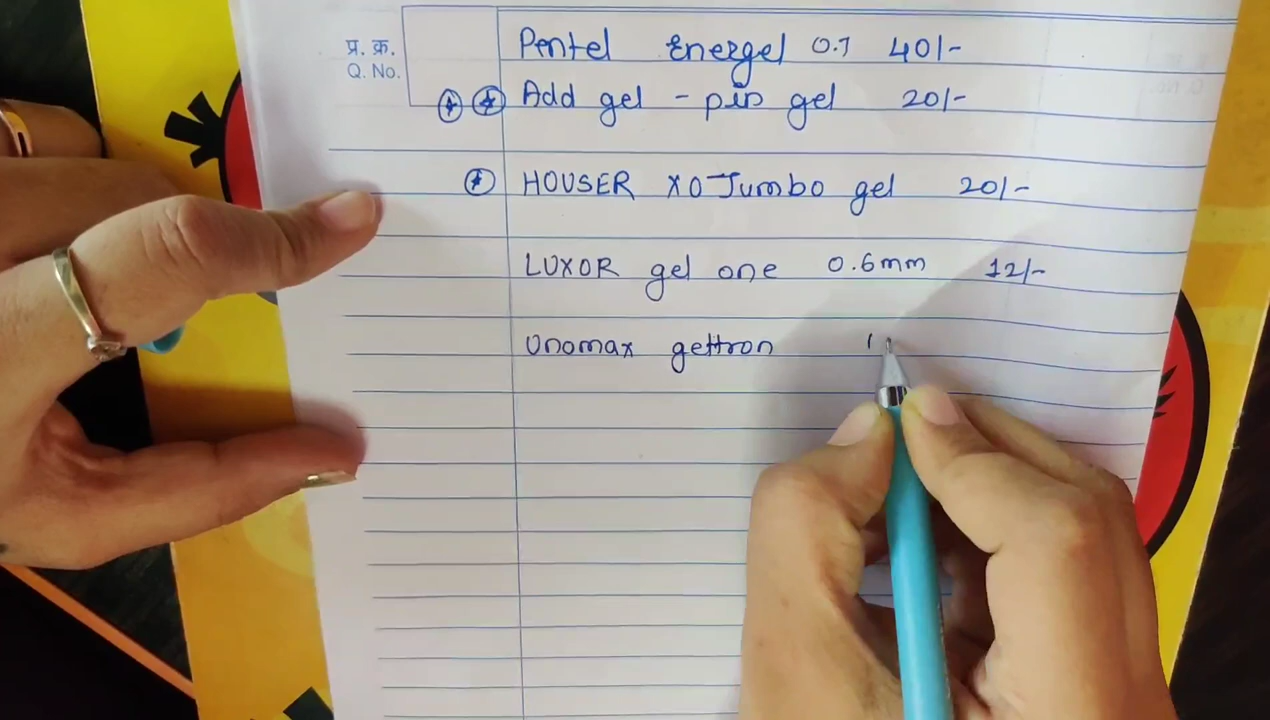 प्र. क्र.
Q. No.
Pentel Energel 0.7 40/-
Add gel - pin gel 20/-
HOUSER XO Jumbo gel 20/-
LUXOR gel one 0.6mm 12/-
Unomax geltron